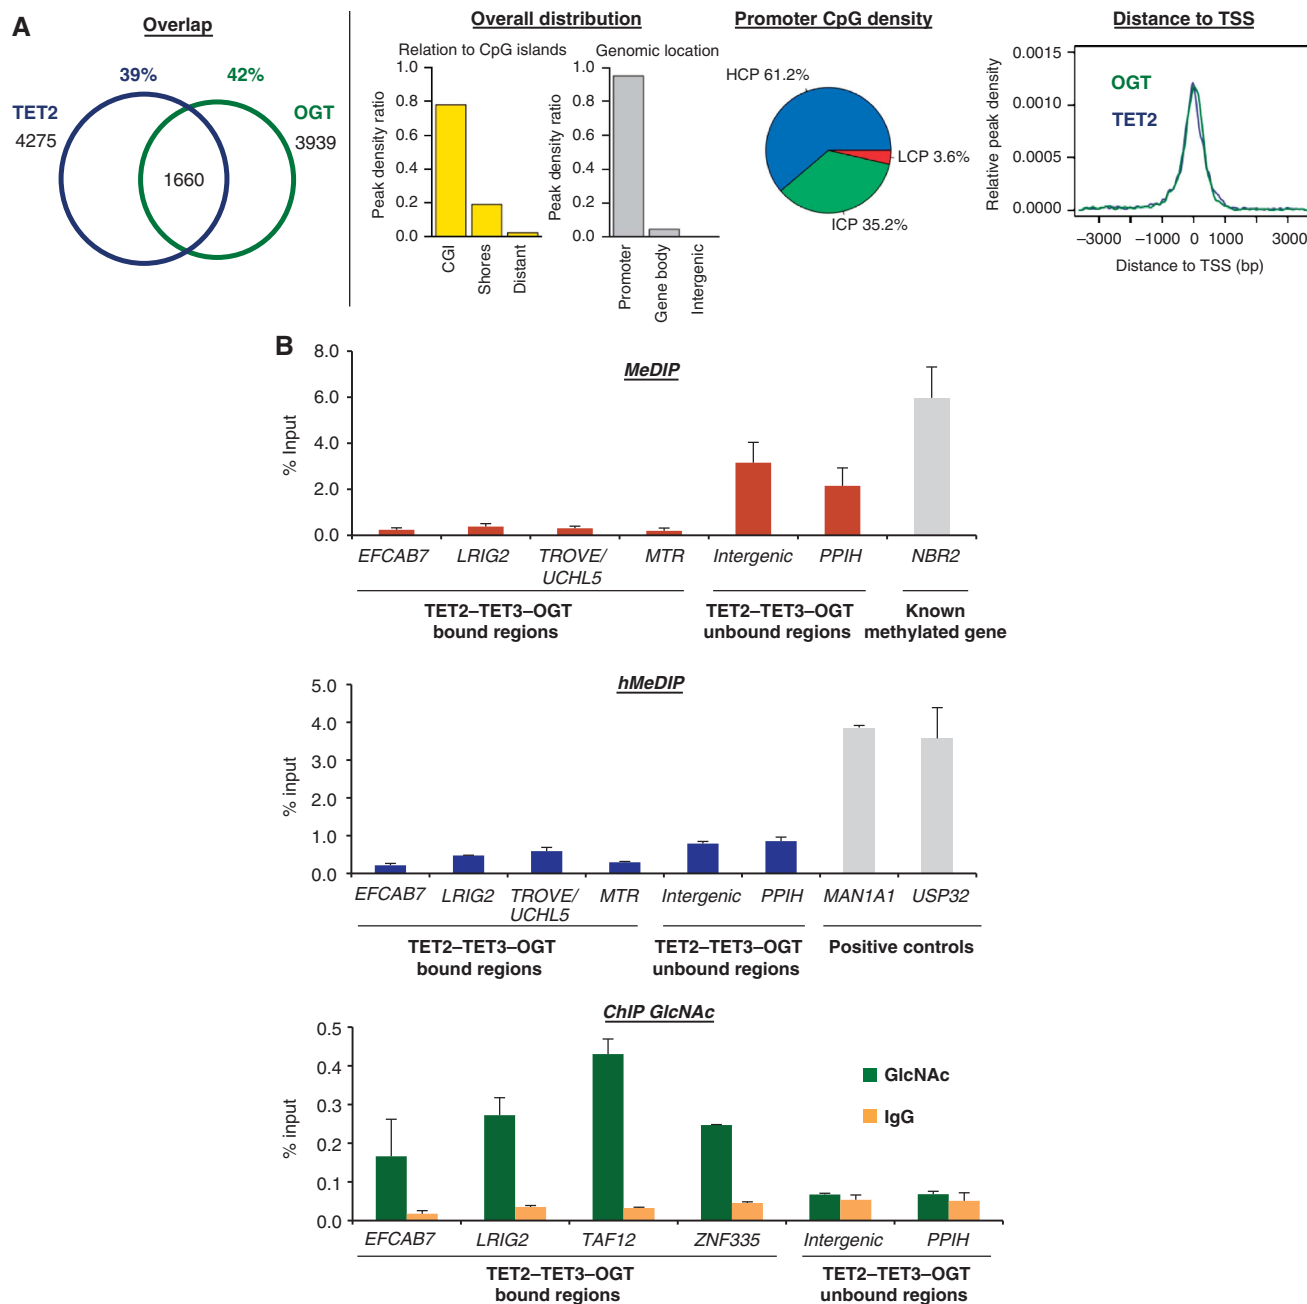 A
Overlap
39%
42%
TET2
4275
OGT
3939
1660
Overall distribution
Relation to CpG islands
Peak density ratio
1.0
0.8
0.6
0.4
0.2
0.0
CGI
Shores
Distant
Genomic location
Peak density ratio
1.0
0.8
0.6
0.4
0.2
0.0
Promoter
Gene body
Intergenic
Promoter CpG density
HCP 61.2%
LCP 3.6%
ICP 35.2%
Distance to TSS
Relative peak density
0.0015
0.0010
0.0005
0.0000
OGT
TET2
–3000 –1000 0 1000 3000
Distance to TSS (bp)
B
MeDIP
% Input
8.0
6.0
4.0
2.0
0.0
EFCAB7 LRIG2 TROVE/ MTR Intergenic PPIH NBR2
UCHL5
TET2–TET3–OGT
bound regions
TET2–TET3–OGT
unbound regions
Known
methylated gene
hMeDIP
% input
5.0
4.0
3.0
2.0
1.0
0.0
EFCAB7 LRIG2 TROVE/ MTR Intergenic PPIH MAN1A1 USP32
UCHL5
TET2–TET3–OGT
bound regions
TET2–TET3–OGT
unbound regions
Positive controls
ChIP GlcNAc
% input
0.5
0.4
0.3
0.2
0.1
0.0
GlcNAc
IgG
EFCAB7 LRIG2 TAF12 ZNF335 Intergenic PPIH
TET2–TET3–OGT
bound regions
TET2–TET3–OGT
unbound regions